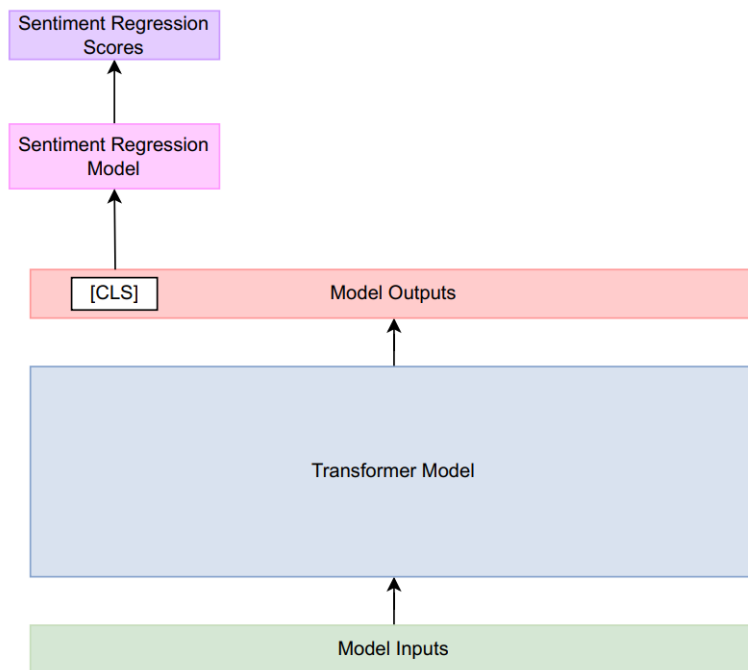 Sentiment Regression
Scores
Sentiment Regression
Model
[CLS] Model Outputs
Transformer Model
Model Inputs